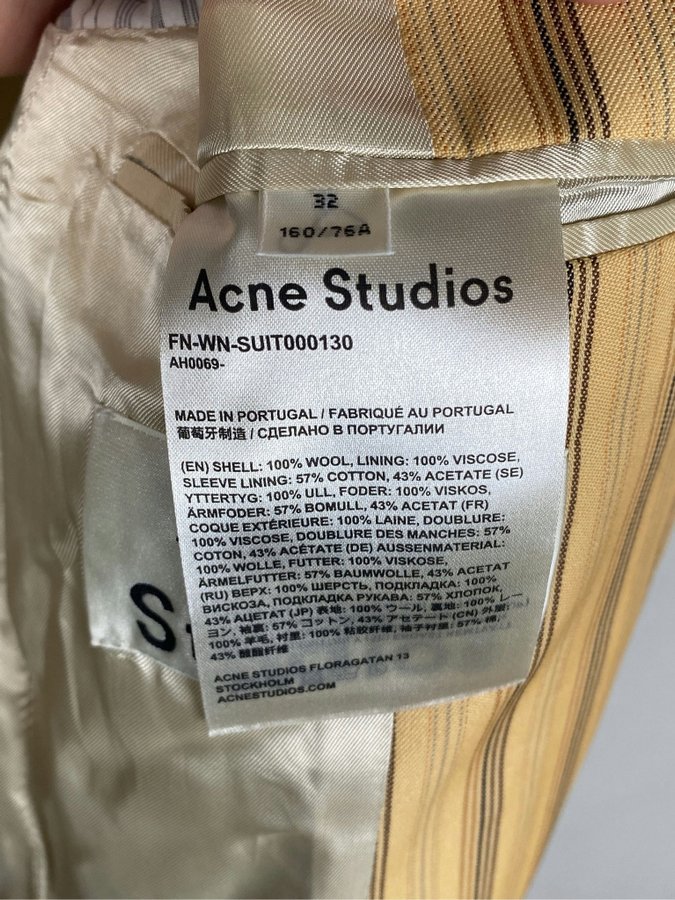 32
160/76A
Acne Studios
FN-WN-SUIT000130
AH0069-
MADE IN PORTUGAL / FABRIQUÉ AU PORTUGAL
葡萄牙制造 / СДЕЛАНО В ПОРТУГАЛИИ
(EN) SHELL: 100% WOOL, LINING: 100% VISCOSE,
SLEEVE LINING: 57% COTTON, 43% ACETATE (SE)
YTTERTYG: 100% ULL, FODER: 100% VISKOS,
ÄRMFODER: 57% BOMULL, 43% ACETAT (FR)
COQUE EXTÉRIEURE: 100% LAINE, DOUBLURE:
100% VISCOSE, DOUBLURE DES MANCHES: 57%
COTON, 43% ACÉTATE (DE) AUSSENMATERIAL:
100% WOLLE, FUTTER: 100% VISKOSE,
ÄRMELFUTTER: 57% BAUMWOLLE, 43% ACETAT
(RU) ВЕРХ: 100% ШЕРСТЬ, ПОДКЛАДКА: 100%
ВИСКОЗА, ПОДКЛАДКА РУКАВА: 57% ХЛОПОК,
43% АЦЕТАТ (JP) 表地: 100% ウール, 裏地: 100% レー
ヨン, 袖裏: 57% コットン, 43% アセテート (CN) 外层:
100% 羊毛, 衬里: 100% 粘胶纤维, 袖子衬里: 57% 棉,
43% 醋酸纤维
ACNE STUDIOS FLORAGATAN 13
STOCKHOLM
ACNESTUDIOS.COM